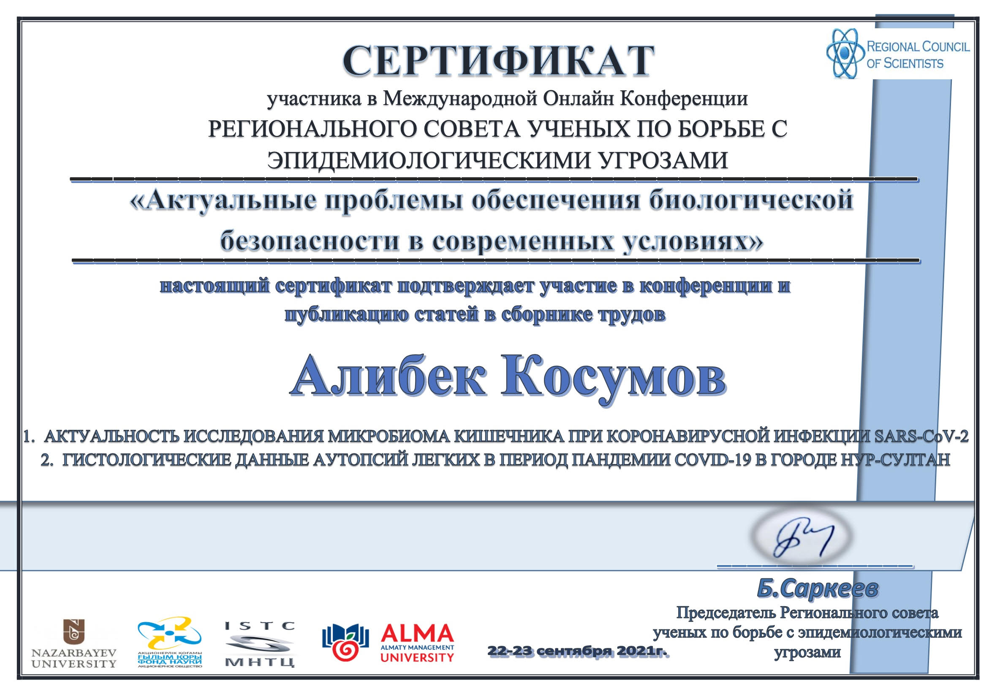 СЕРТИФИКАТ
REGIONAL COUNCIL
OF SCIENTISTS
участника в Международной Онлайн Конференции
РЕГИОНАЛЬНОГО СОВЕТА УЧЕНЫХ ПО БОРЬБЕ С
ЭПИДЕМИОЛОГИЧЕСКИМИ УГРОЗАМИ
«Актуальные проблемы обеспечения биологической
безопасности в современных условиях»
настоящий сертификат подтверждает участие в конференции и
публикацию статей в сборнике трудов
Алибек Косумов
1. АКТУАЛЬНОСТЬ ИССЛЕДОВАНИЯ МИКРОБИОМА КИШЕЧНИКА ПРИ КОРОНАВИРУСНОЙ ИНФЕКЦИИ SARS-CoV-2
2. ГИСТОЛОГИЧЕСКИЕ ДАННЫЕ АУТОПСИЙ ЛЕГКИХ В ПЕРИОД ПАНДЕМИИ COVID-19 В ГОРОДЕ НУР-СУЛТАН
Б.Саркеев
Председатель Регионального совета
ученых по борьбе с эпидемиологическими
угрозами
NAZARBAYEV
UNIVERSITY
АКЦИОНЕРЛІК ҚОҒАМЫ
ҒЫЛЫМ ҚОРЫ
ФОНД НАУКИ
АКЦИОНЕРНОЕ ОБЩЕСТВО
ISTC
МНТЦ
ALMA
ALMATY MANAGEMENT
UNIVERSITY
22-23 сентября 2021г.